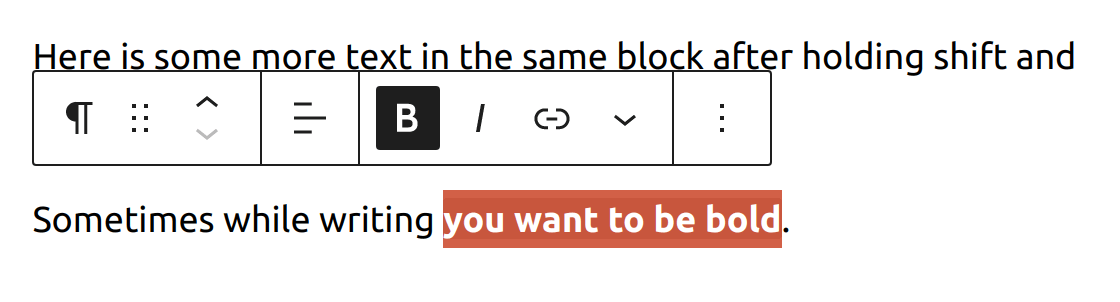 Here is some more text in the same block after holding shift and
B I
Sometimes while writing you want to be bold.